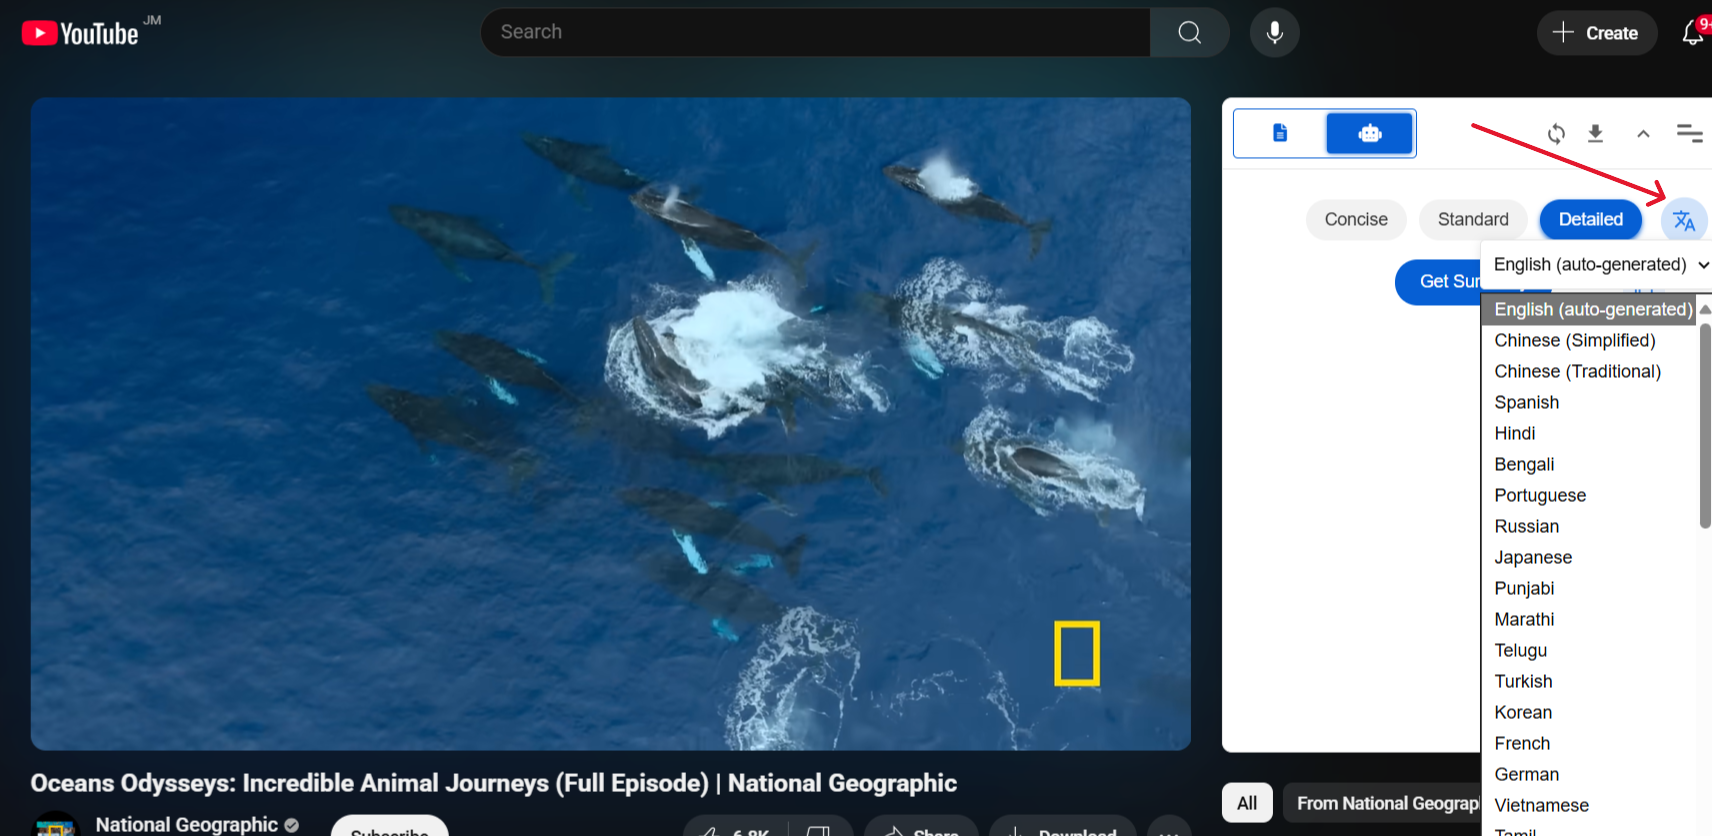 YouTube JM
Search
Create
9+
Concise
Standard
Detailed
English (auto-generated)
Get Sum
English (auto-generated)
Chinese (Simplified)
Chinese (Traditional)
Spanish
Hindi
Bengali
Portuguese
Russian
Japanese
Punjabi
Marathi
Telugu
Turkish
Korean
French
German
Vietnamese
Tamil
Oceans Odysseys: Incredible Animal Journeys (Full Episode) | National Geographic
National Geographic
Subscribe
6.8K
Share
Download
All
From National Geograp